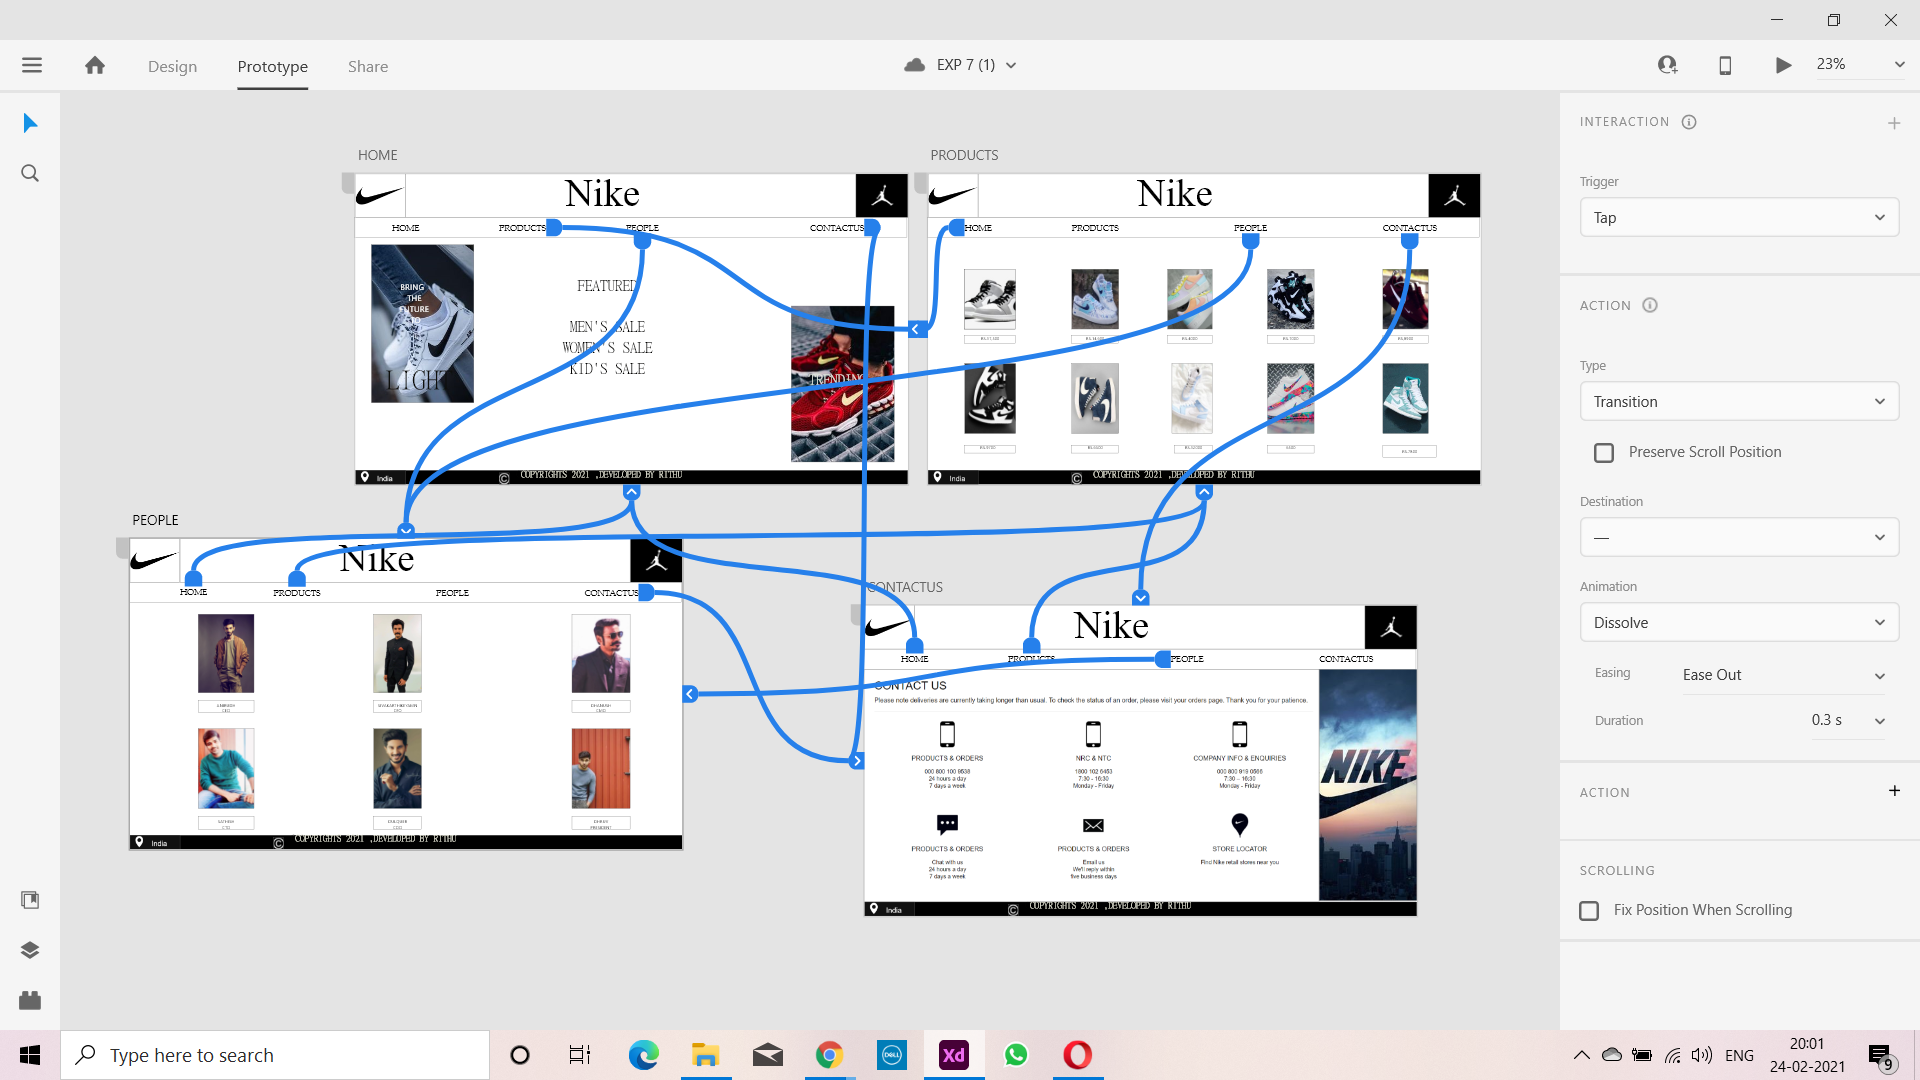 Design
Prototype
Share
EXP 7 (1)
23%
HOME
Nike
HOME
PRODUCTS
PEOPLE
CONTACTUS
BRING
THE
FUTURE
TO
LIGHT
FEATURED
MEN'S SALE
WOMEN'S SALE
KID'S SALE
TRENDING
India
© COPYRIGHTS 2021 ,DEVELOPED BY RITHU
PRODUCTS
Nike
HOME
PRODUCTS
PEOPLE
CONTACTUS
India
© COPYRIGHTS 2021 ,DEVELOPED BY RITHU
PEOPLE
Nike
HOME
PRODUCTS
PEOPLE
CONTACTUS
India
© COPYRIGHTS 2021 ,DEVELOPED BY RITHU
CONTACTUS
Nike
HOME
PRODUCTS
PEOPLE
CONTACTUS
CONTACT US
Please note deliveries are currently taking longer than usual. To check the status of an order, please visit your orders page. Thank you for your patience.
PRODUCTS & ORDERS
000 800 100 9538
24 hours a day
7 days a week
NRC & NTC
1800 102 6453
7:30 - 16:30
Monday - Friday
COMPANY INFO & ENQUIRIES
000 800 919 0566
7:30 - 16:30
Monday - Friday
PRODUCTS & ORDERS
Chat with us
24 hours a day
7 days a week
PRODUCTS & ORDERS
Email us
We'll reply within
five business days
STORE LOCATOR
Find Nike retail stores near you
NIKE
India
© COPYRIGHTS 2021 ,DEVELOPED BY RITHU
INTERACTION
Trigger
Tap
ACTION
Type
Transition
Preserve Scroll Position
Destination
—
Animation
Dissolve
Easing
Ease Out
Duration
0.3 s
ACTION
SCROLLING
Fix Position When Scrolling
Type here to search
DELL
Xd
ENG
20:01
24-02-2021
9